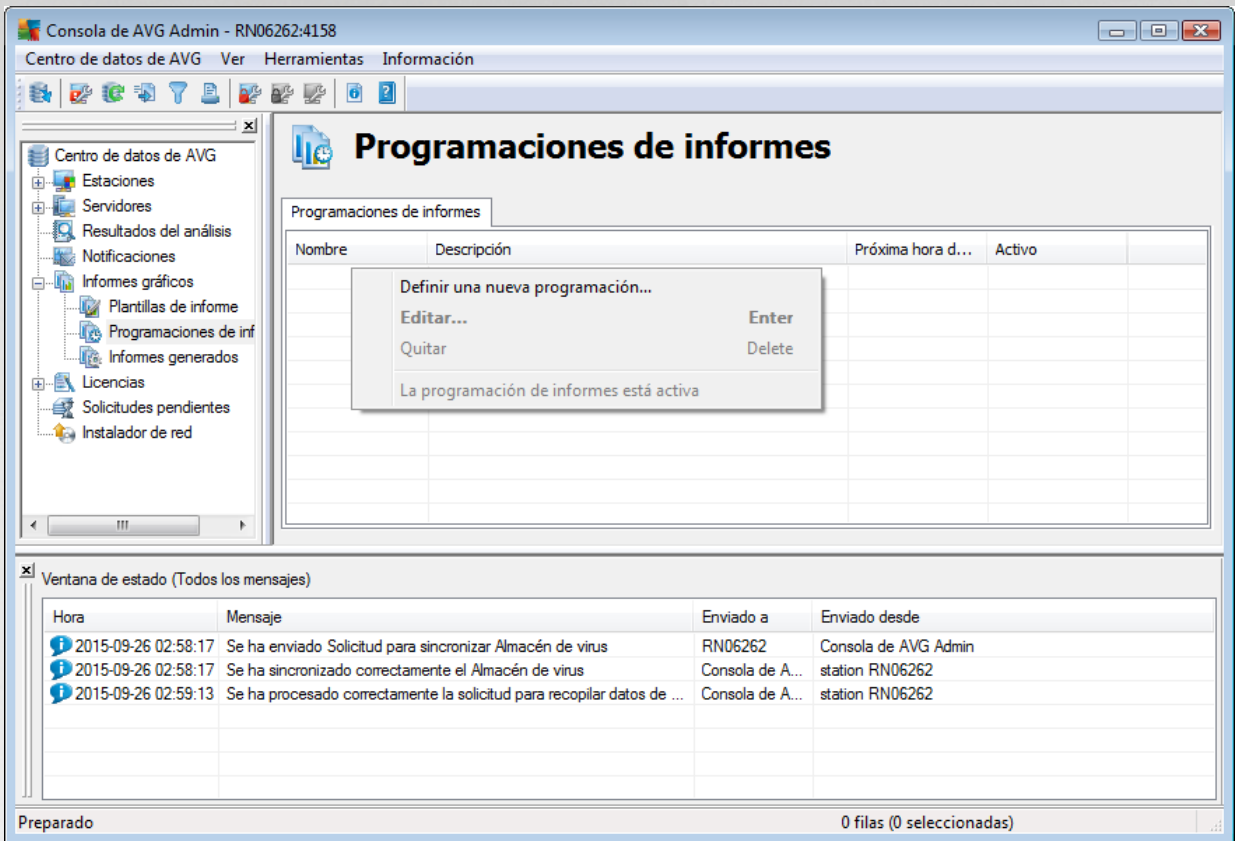 Consola de AVG Admin - RN06262:4158
Centro de datos de AVG Ver Herramientas Información
Centro de datos de AVG
Estaciones
Servidores
Resultados del análisis
Notificaciones
Informes gráficos
Plantillas de informe
Programaciones de inf
Informes generados
Licencias
Solicitudes pendientes
Instalador de red
Programaciones de informes
Programaciones de informes
Nombre Descripción Próxima hora d... Activo
Definir una nueva programación...
Editar... Enter
Quitar Delete
La programación de informes está activa
Ventana de estado (Todos los mensajes)
Hora Mensaje Enviado a Enviado desde
2015-09-26 02:58:17 Se ha enviado Solicitud para sincronizar Almacén de virus RN06262 Consola de AVG Admin
2015-09-26 02:58:17 Se ha sincronizado correctamente el Almacén de virus Consola de A... station RN06262
2015-09-26 02:59:13 Se ha procesado correctamente la solicitud para recopilar datos de ... Consola de A... station RN06262
Preparado 0 filas (0 seleccionadas)